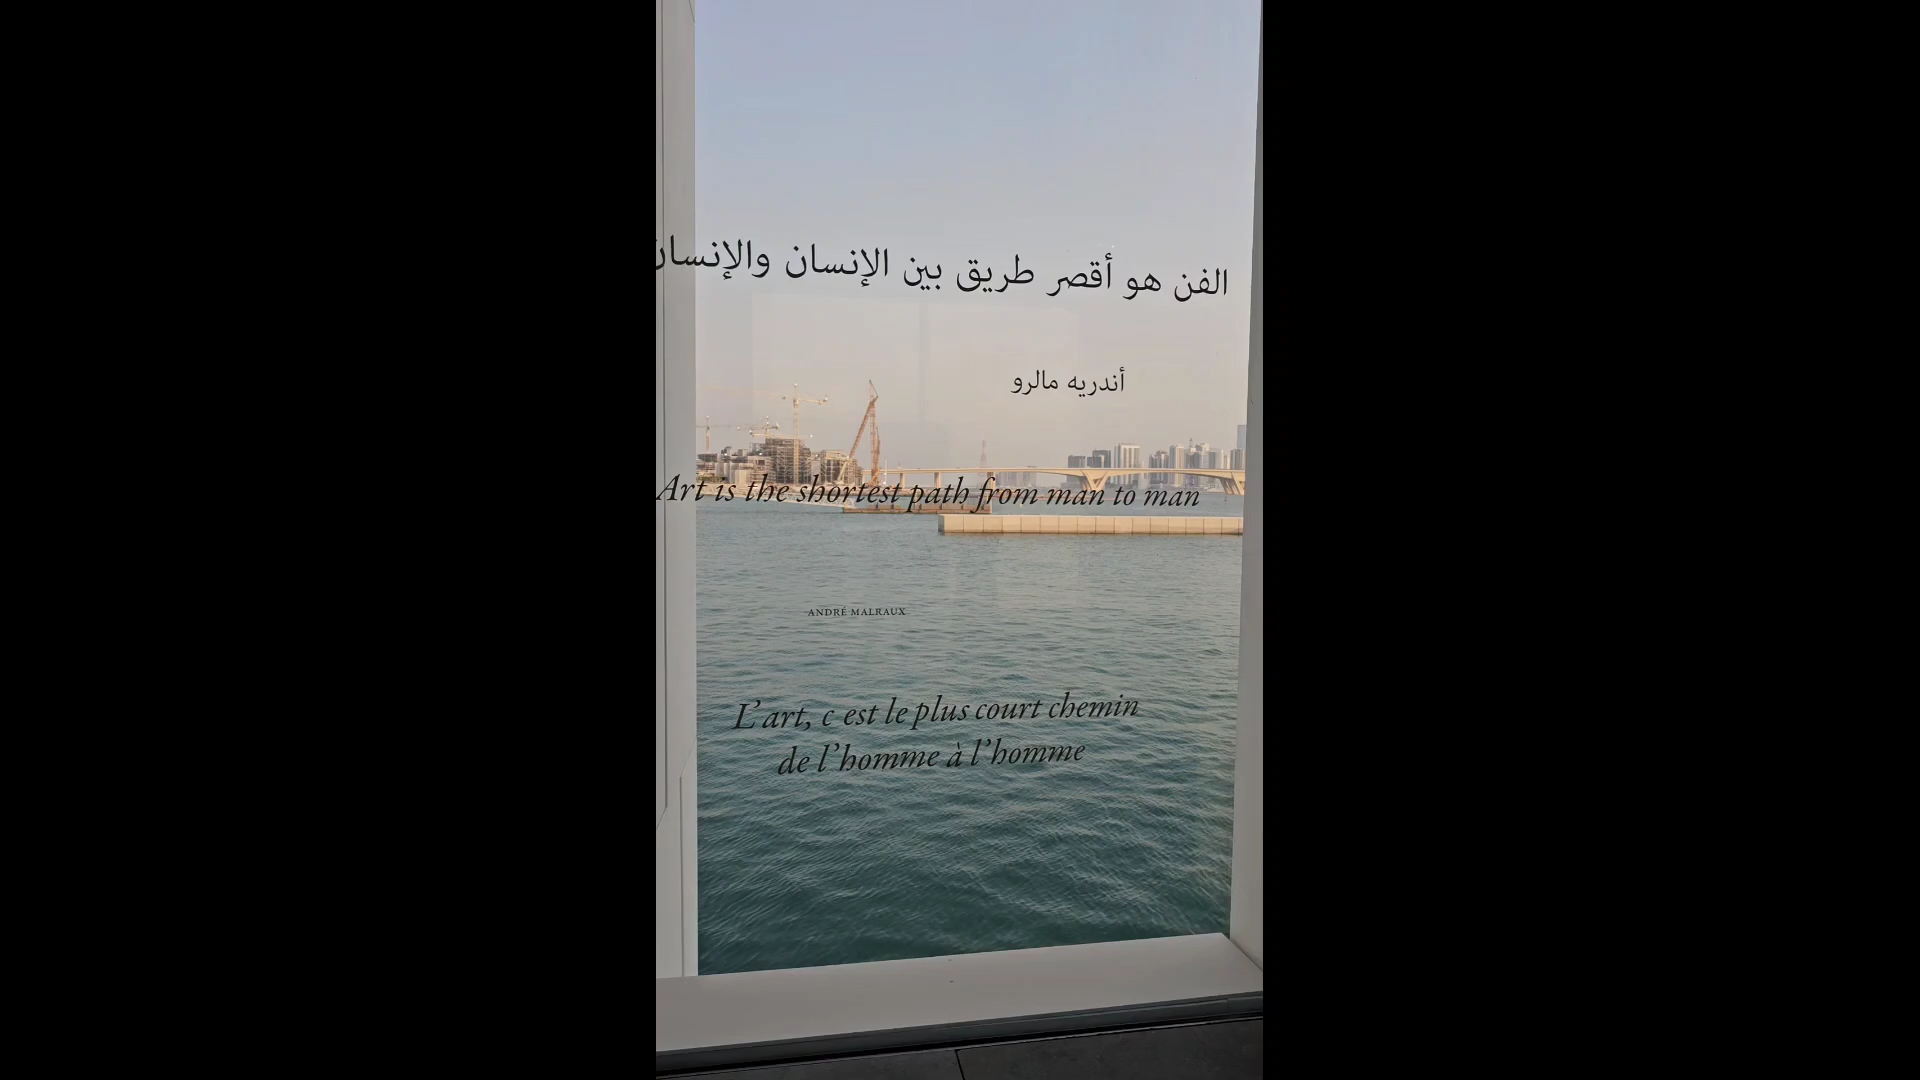 الفن هو أقصر طريق بين الإنسان والإنسان
أندريه مالرو
Art is the shortest path from man to man
ANDRÉ MALRAUX
L’art, c est le plus court chemin
de l’homme à l’homme